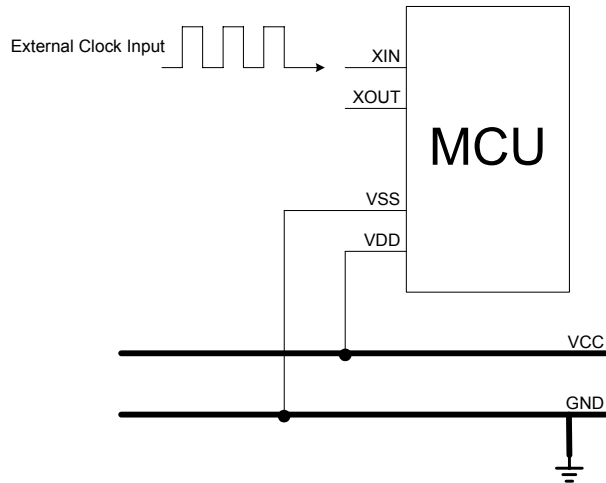 External Clock Input
XIN
XOUT
MCU
VSS
VDD
VCC
GND